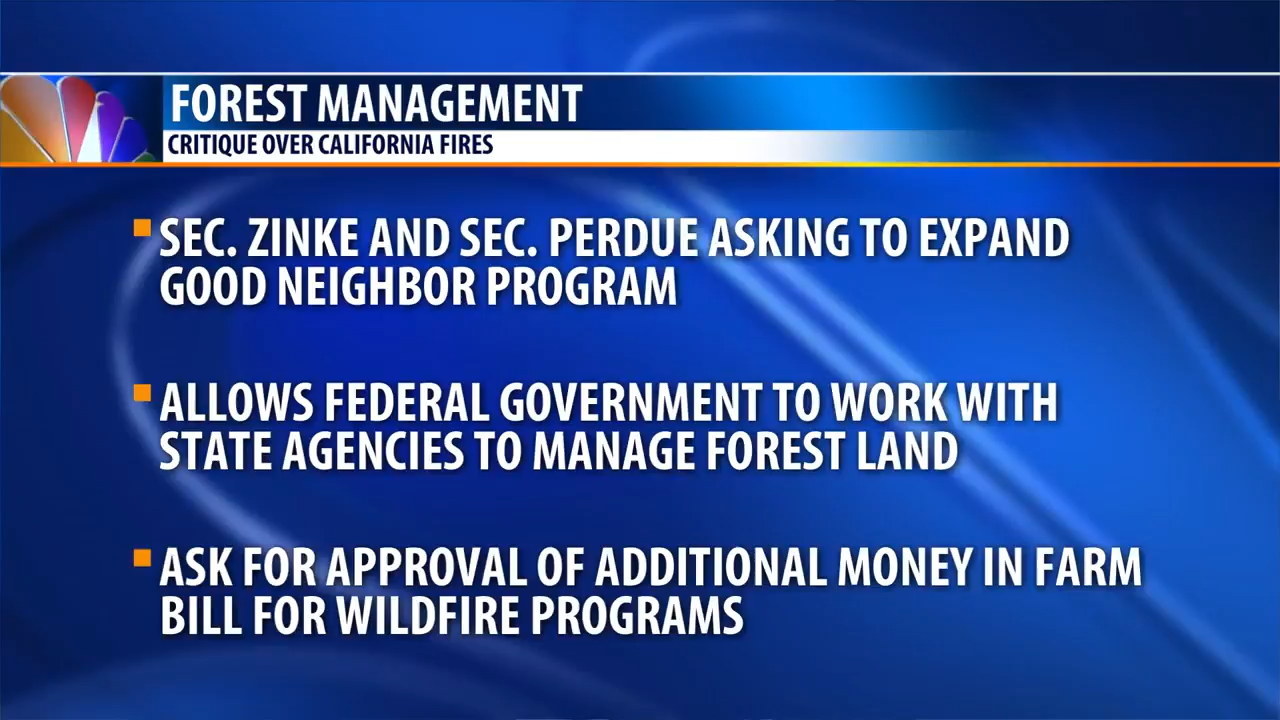 FOREST MANAGEMENT
CRITIQUE OVER CALIFORNIA FIRES
SEC. ZINKE AND SEC. PERDUE ASKING TO EXPAND
GOOD NEIGHBOR PROGRAM
ALLOWS FEDERAL GOVERNMENT TO WORK WITH
STATE AGENCIES TO MANAGE FOREST LAND
ASK FOR APPROVAL OF ADDITIONAL MONEY IN FARM
BILL FOR WILDFIRE PROGRAMS